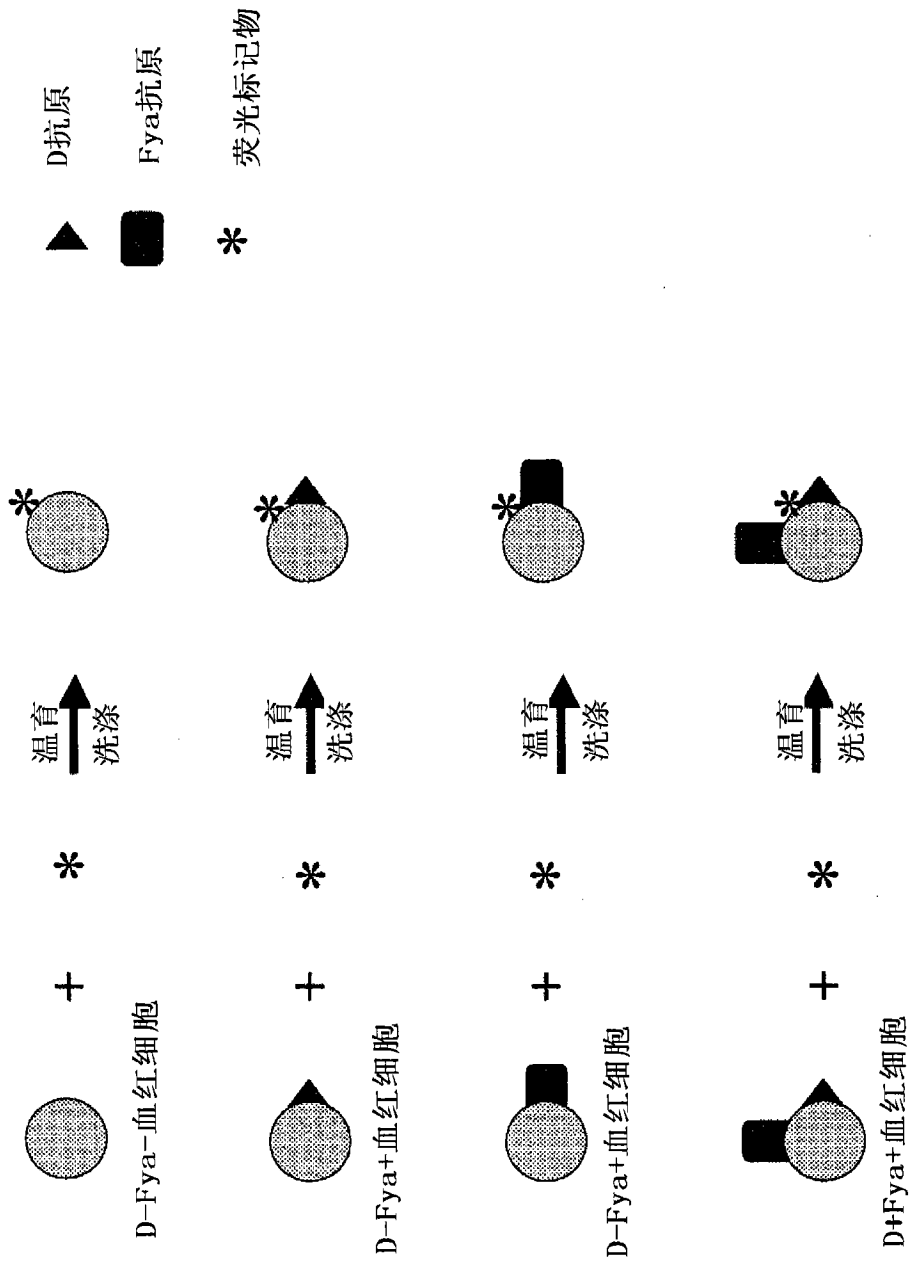 D抗原
Fya抗原
* 荧光标记物
温育
洗涤
温育
洗涤
温育
洗涤
温育
洗涤
+ *
+ *
+ *
+ *
D-Fya-血红细胞
D-Fya+血红细胞
D-Fya+血红细胞
D+Fya+血红细胞